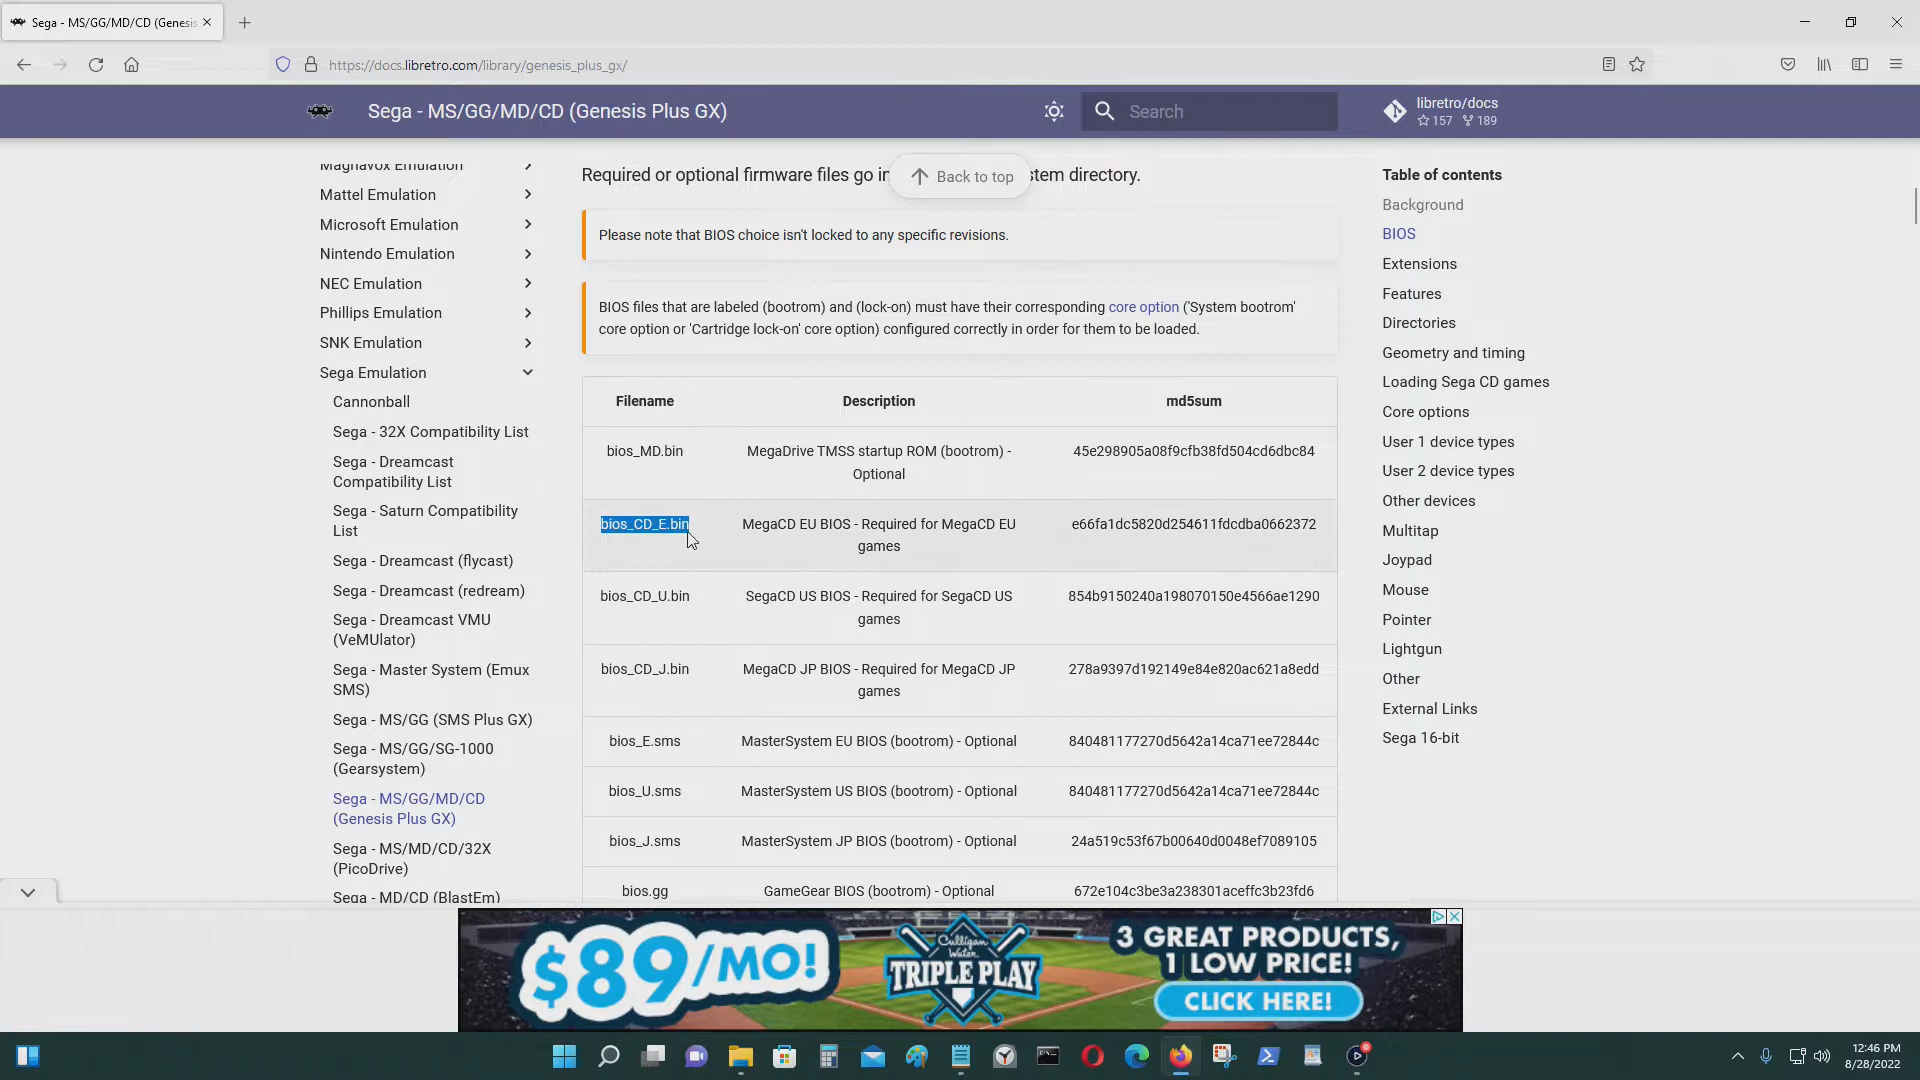 Sega - MS/GG/MD/CD (Genesis
https://docs.libretro.com/library/genesis_plus_gx/
Sega - MS/GG/MD/CD (Genesis Plus GX)
Search
libretro/docs
157 189
Magnavox Emulation
Mattel Emulation
Microsoft Emulation
Nintendo Emulation
NEC Emulation
Phillips Emulation
SNK Emulation
Sega Emulation
Cannonball
Sega - 32X Compatibility List
Sega - Dreamcast
Compatibility List
Sega - Saturn Compatibility
List
Sega - Dreamcast (flycast)
Sega - Dreamcast (redream)
Sega - Dreamcast VMU
(VeMUlator)
Sega - Master System (Emux
SMS)
Sega - MS/GG (SMS Plus GX)
Sega - MS/GG/SG-1000
(Gearsystem)
Sega - MS/GG/MD/CD
(Genesis Plus GX)
Sega - MS/MD/CD/32X
(PicoDrive)
Sega - MD/CD (BlastEm)
Required or optional firmware files go in
Back to top
stem directory.
Please note that BIOS choice isn't locked to any specific revisions.
BIOS files that are labeled (bootrom) and (lock-on) must have their corresponding core option ('System bootrom'
core option or 'Cartridge lock-on' core option) configured correctly in order for them to be loaded.
Filename Description md5sum
bios_MD.bin MegaDrive TMSS startup ROM (bootrom) - 45e298905a08f9cfb38fd504cd6dbc84
Optional
bios_CD_E.bin MegaCD EU BIOS - Required for MegaCD EU e66fa1dc5820d254611fdcdba0662372
games
bios_CD_U.bin SegaCD US BIOS - Required for SegaCD US 854b9150240a198070150e4566ae1290
games
bios_CD_J.bin MegaCD JP BIOS - Required for MegaCD JP 278a9397d192149e84e820ac621a8edd
games
bios_E.sms MasterSystem EU BIOS (bootrom) - Optional 840481177270d5642a14ca71ee72844c
bios_U.sms MasterSystem US BIOS (bootrom) - Optional 840481177270d5642a14ca71ee72844c
bios_J.sms MasterSystem JP BIOS (bootrom) - Optional 24a519c53f67b00640d0048ef7089105
bios.gg GameGear BIOS (bootrom) - Optional 672e104c3be3a238301aceffc3b23fd6
Table of contents
Background
BIOS
Extensions
Features
Directories
Geometry and timing
Loading Sega CD games
Core options
User 1 device types
User 2 device types
Other devices
Multitap
Joypad
Mouse
Pointer
Lightgun
Other
External Links
Sega 16-bit
$89/MO!
Culligan
Water
TRIPLE PLAY
3 GREAT PRODUCTS,
1 LOW PRICE!
CLICK HERE!
12:46 PM
8/28/2022